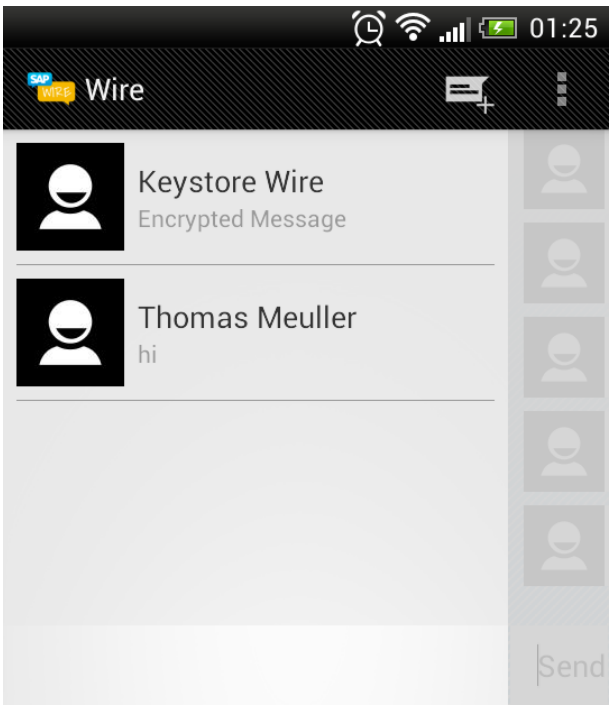 01:25
SAP
WIRE
Wire
Keystore Wire
Encrypted Message
Thomas Meuller
hi
Send